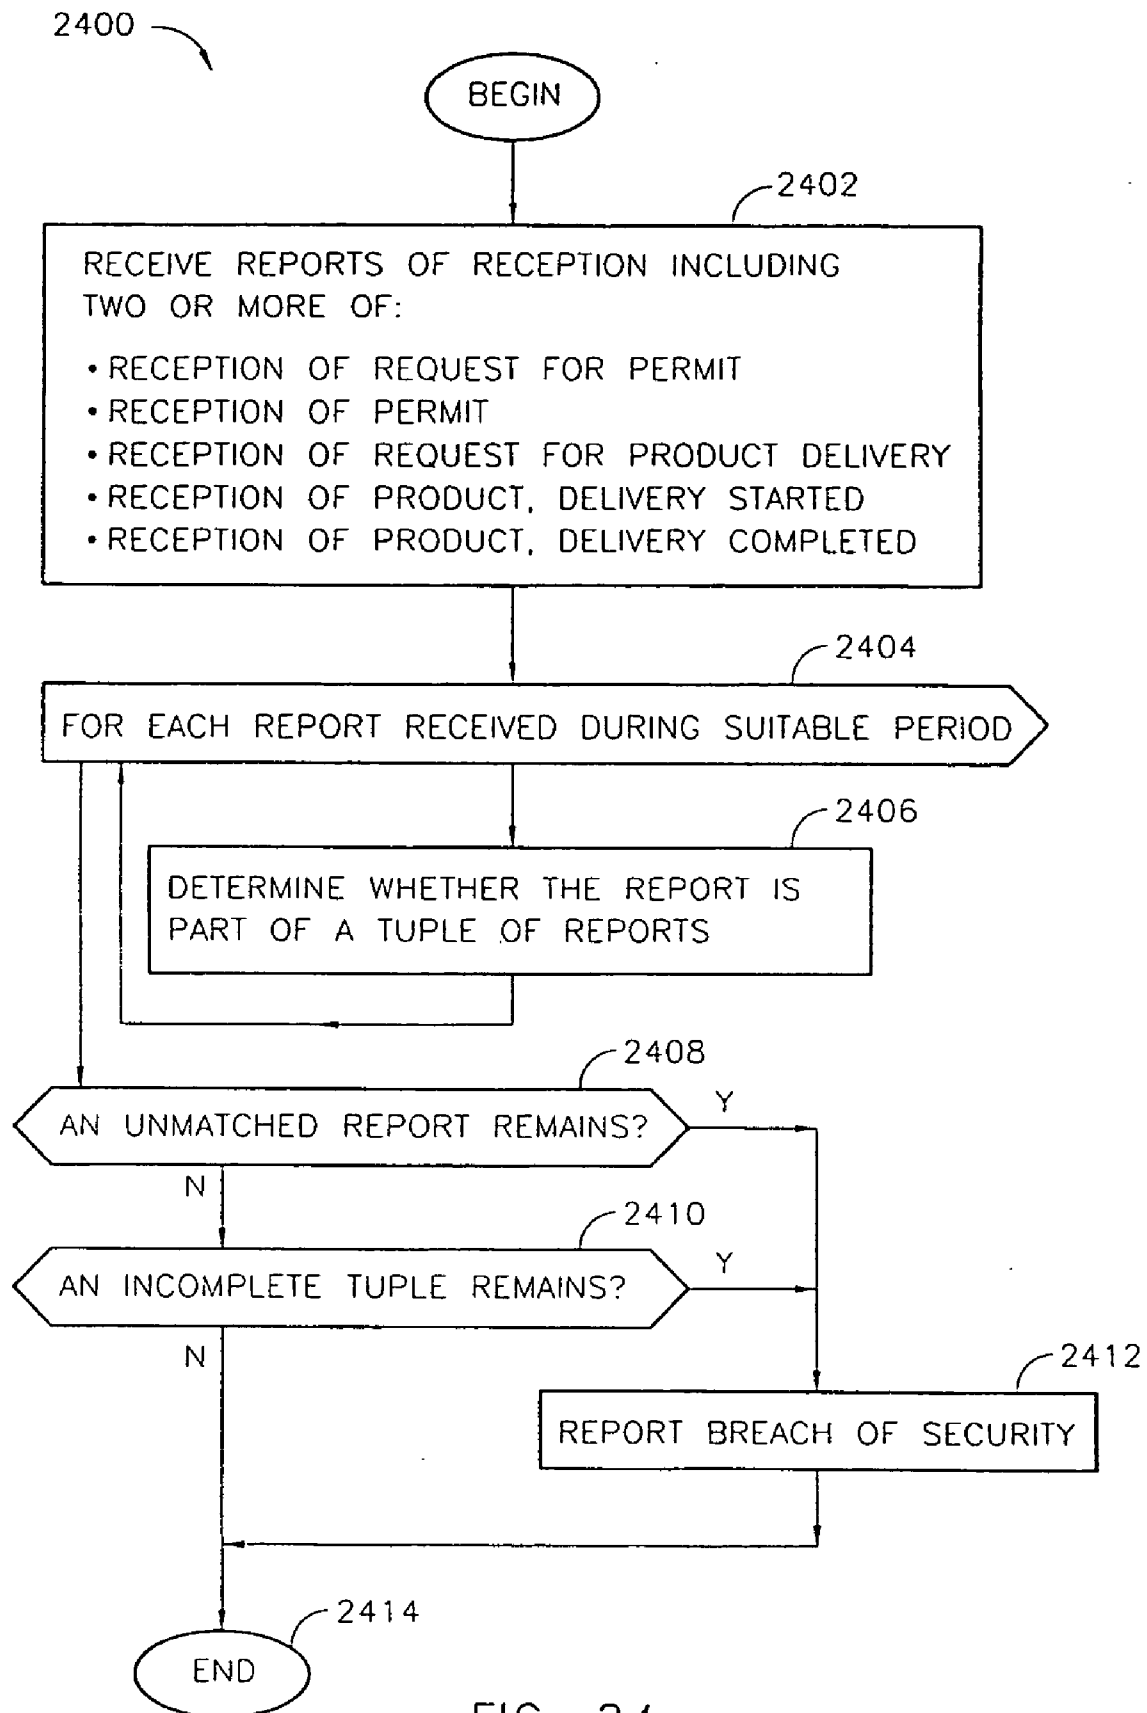 2400
BEGIN
2402
RECEIVE REPORTS OF RECEPTION INCLUDING
TWO OR MORE OF:
• RECEPTION OF REQUEST FOR PERMIT
• RECEPTION OF PERMIT
• RECEPTION OF REQUEST FOR PRODUCT DELIVERY
• RECEPTION OF PRODUCT, DELIVERY STARTED
• RECEPTION OF PRODUCT, DELIVERY COMPLETED
2404
FOR EACH REPORT RECEIVED DURING SUITABLE PERIOD
2406
DETERMINE WHETHER THE REPORT IS
PART OF A TUPLE OF REPORTS
2408
AN UNMATCHED REPORT REMAINS?
Y
N
2410
AN INCOMPLETE TUPLE REMAINS?
Y
N
2412
REPORT BREACH OF SECURITY
2414
END
FIG. 24